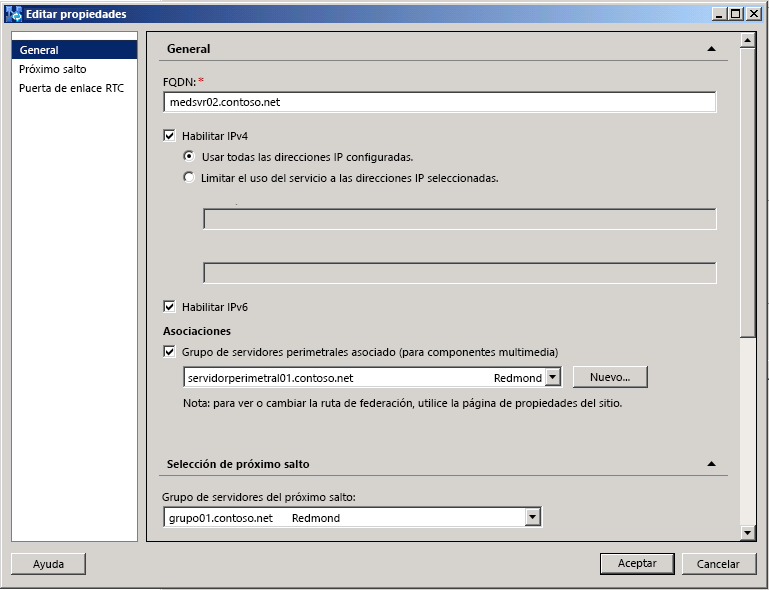 Editar propiedades
General
Próximo salto
Puerta de enlace RTC
General
FQDN: *
medsvr02.contoso.net
Habilitar IPv4
Usar todas las direcciones IP configuradas.
Limitar el uso del servicio a las direcciones IP seleccionadas.
Habilitar IPv6
Asociaciones
Grupo de servidores perimetrales asociado (para componentes multimedia)
servidorperimetral01.contoso.net Redmond
Nuevo...
Nota: para ver o cambiar la ruta de federación, utilice la página de propiedades del sitio.
Selección de próximo salto
Grupo de servidores del próximo salto:
grupo01.contoso.net Redmond
Ayuda
Aceptar
Cancelar